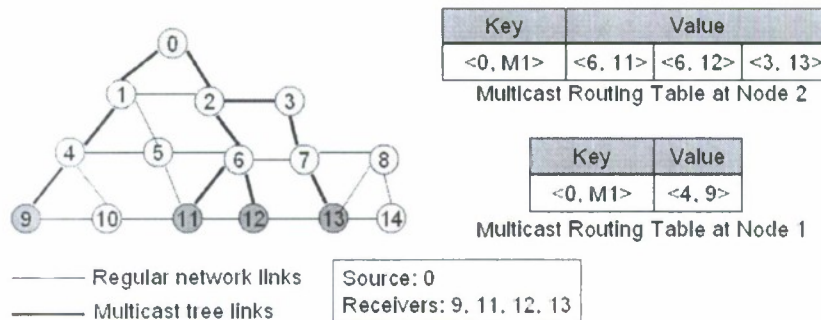 0
1 2 3
4 5 6 7 8
9 10 11 12 13 14
Regular network links
Multicast tree links
Source: 0
Receivers: 9, 11, 12, 13
Key Value
<0, M1> <6, 11> <6, 12> <3, 13>
Multicast Routing Table at Node 2
Key Value
<0, M1> <4, 9>
Multicast Routing Table at Node 1